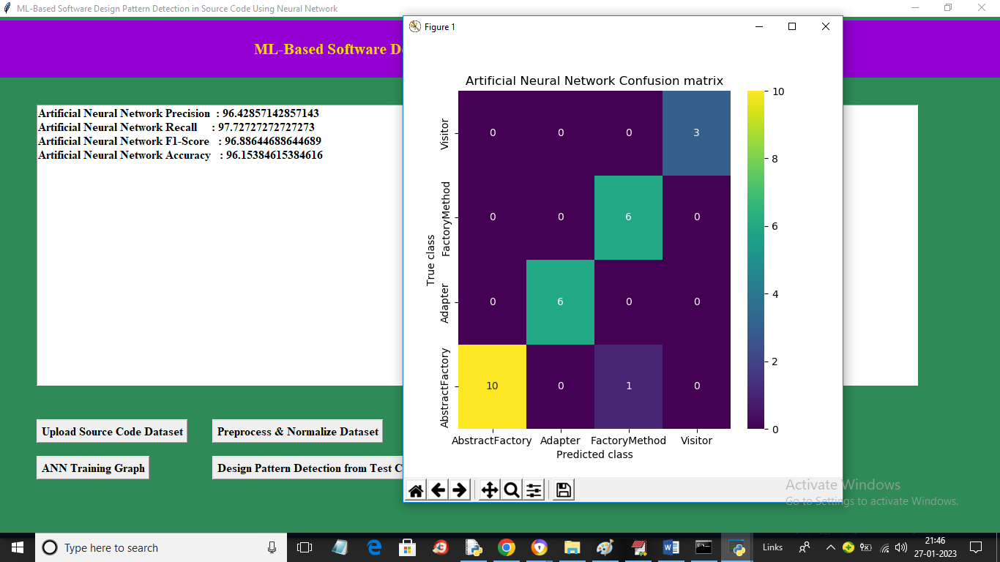 ML-Based Software Design Pattern Detection in Source Code Using Neural Network
Figure 1
ML-Based Software De
Artificial Neural Network Precision : 96.42857142857143
Artificial Neural Network Recall : 97.72727272727273
Artificial Neural Network F1-Score : 96.88644688644689
Artificial Neural Network Accuracy : 96.15384615384616
Artificial Neural Network Confusion matrix
True class
Visitor
0 0 0 3
FactoryMethod
0 0 6 0
Adapter
0 6 0 0
AbstractFactory
10 0 1 0
AbstractFactory Adapter FactoryMethod Visitor
Predicted class
10
8
6
4
2
0
Upload Source Code Dataset
Preprocess & Normalize Dataset
ANN Training Graph
Design Pattern Detection from Test C
Activate Windows
Go to Settings to activate Windows.
Type here to search
Links
21:46
27-01-2023